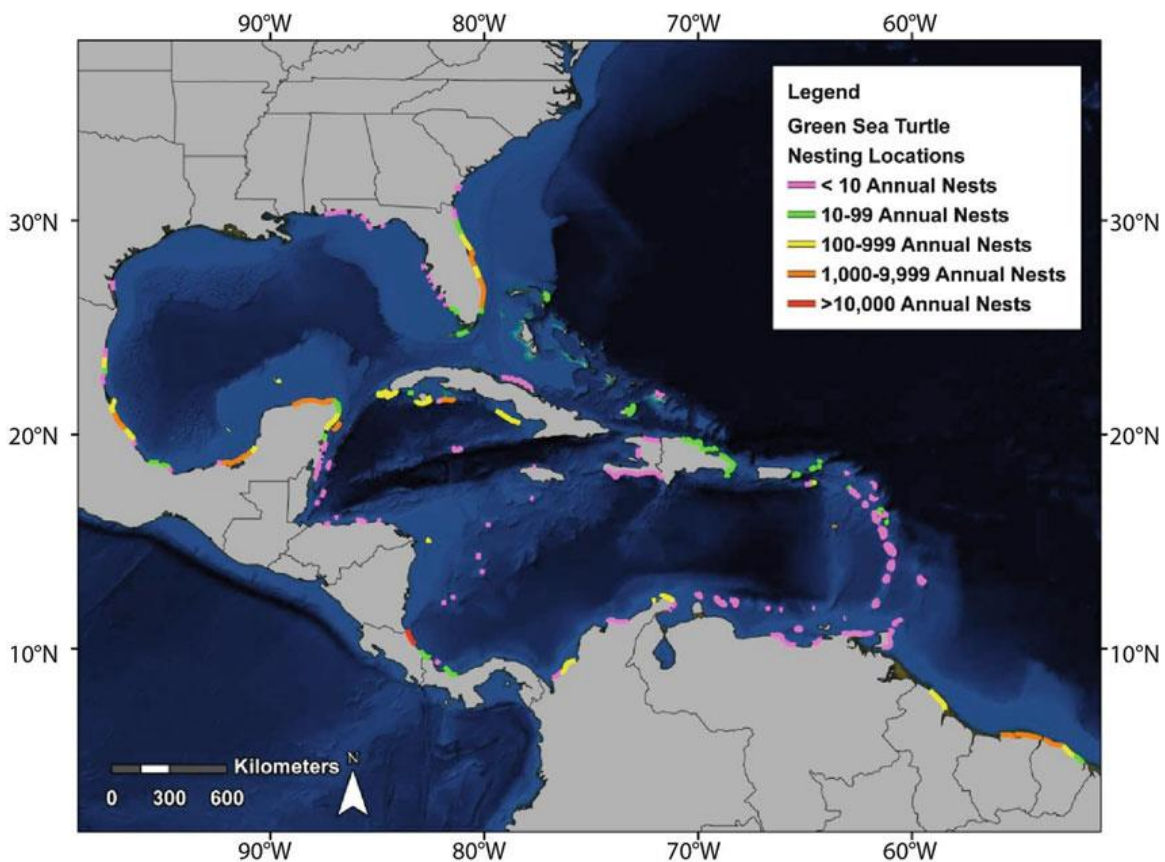 90°W 80°W 70°W 60°W
Legend
Green Sea Turtle
Nesting Locations
< 10 Annual Nests
10-99 Annual Nests
100-999 Annual Nests
1,000-9,999 Annual Nests
>10,000 Annual Nests
30°N 30°N
20°N 20°N
10°N 10°N
N
Kilometers
0 300 600
90°W 80°W 70°W 60°W